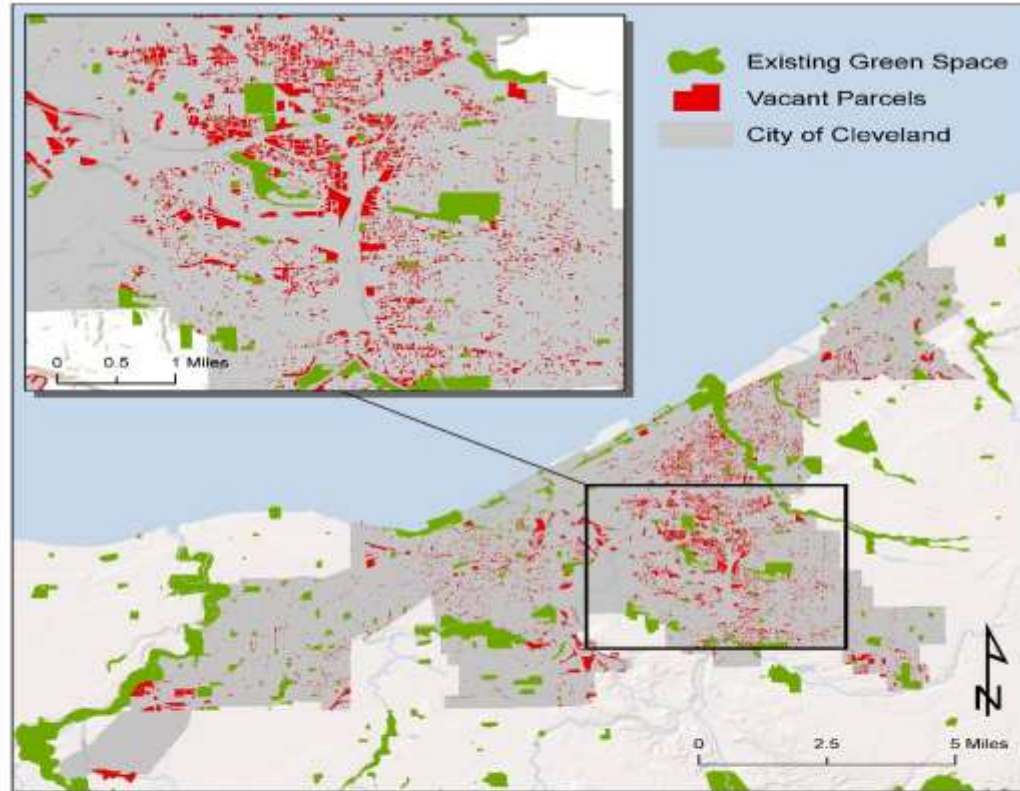 Existing Green Space
Vacant Parcels
City of Cleveland
0 0.5 1 Miles
N
0 2.5 5 Miles